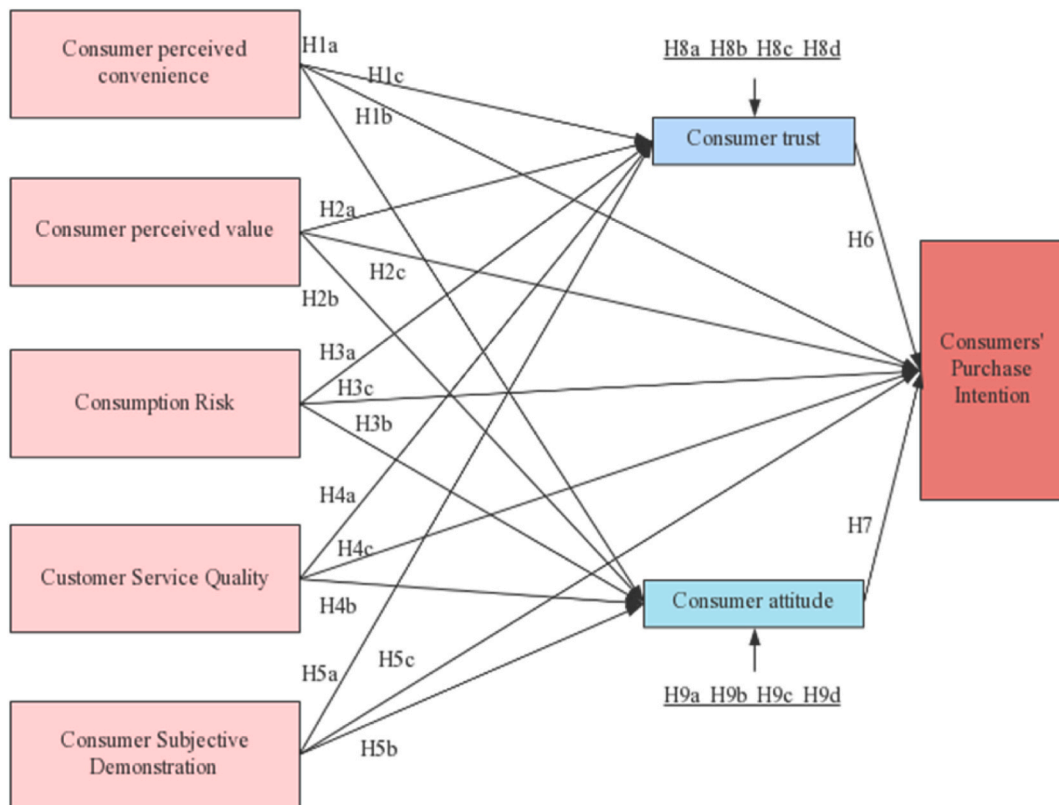 Consumer perceived
convenience
H1a
H1c
H1b
H8a H8b H8c H8d
Consumer trust
Consumer perceived value
H2a
H2c
H2b
H6
Consumers'
Purchase
Intention
Consumption Risk
H3a
H3c
H3b
Customer Service Quality
H4a
H4c
H4b
H7
Consumer attitude
H9a H9b H9c H9d
Consumer Subjective
Demonstration
H5a
H5c
H5b